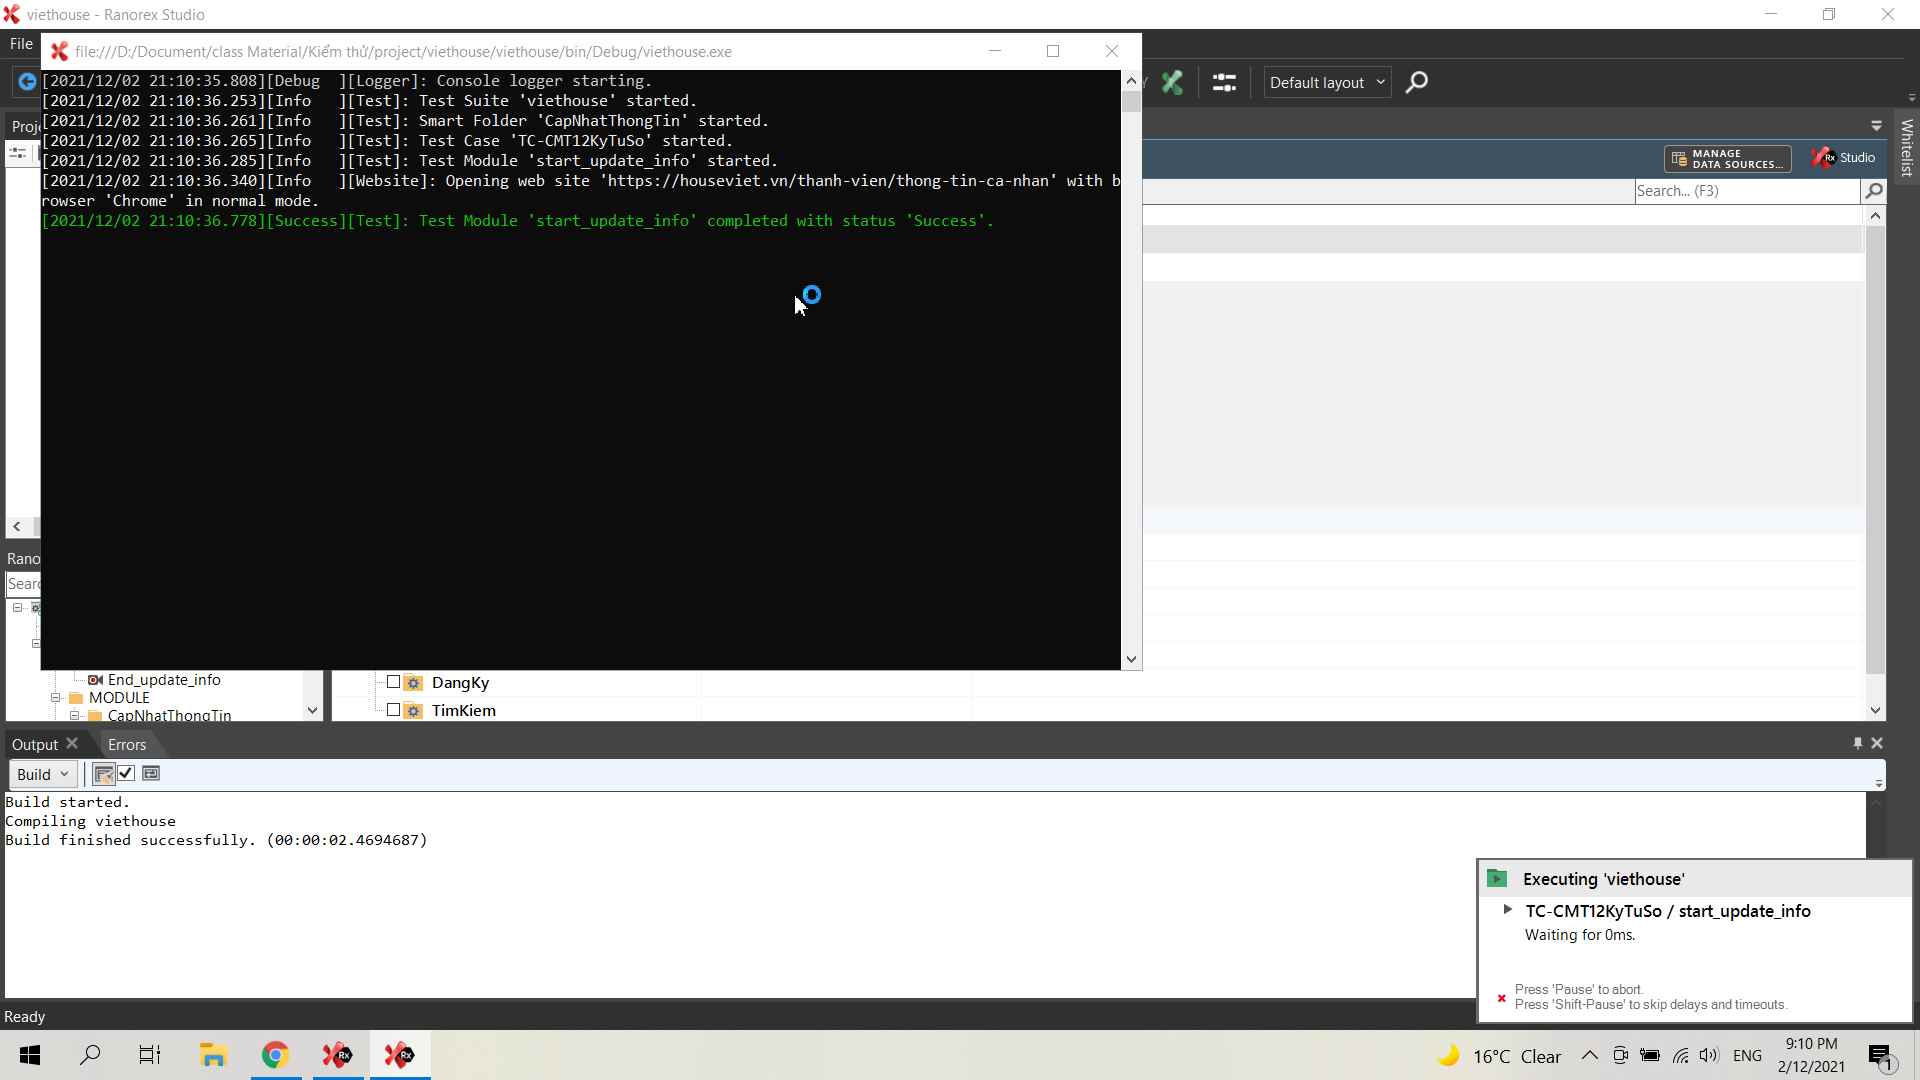 viethouse - Ranorex Studio
File
file:///D:/Document/class Material/Kiểm thử/project/viethouse/viethouse/bin/Debug/viethouse.exe
[2021/12/02 21:10:35.808][Debug  ][Logger]: Console logger starting.
[2021/12/02 21:10:36.253][Info   ][Test]: Test Suite 'viethouse' started.
[2021/12/02 21:10:36.261][Info   ][Test]: Smart Folder 'CapNhatThongTin' started.
[2021/12/02 21:10:36.265][Info   ][Test]: Test Case 'TC-CMT12KyTuSo' started.
[2021/12/02 21:10:36.285][Info   ][Test]: Test Module 'start_update_info' started.
[2021/12/02 21:10:36.340][Info   ][Website]: Opening web site 'https://houseviet.vn/thanh-vien/thong-tin-ca-nhan' with b
rowser 'Chrome' in normal mode.
[2021/12/02 21:10:36.778][Success][Test]: Test Module 'start_update_info' completed with status 'Success'.
Default layout
Proje
Whitelist
MANAGE
DATA SOURCES...
Rx Studio
Search... (F3)
Rano
Searc
End_update_info
MODULE
CapNhatThongTin
DangKy
TimKiem
Output
Errors
Build
Build started.
Compiling viethouse
Build finished successfully. (00:00:02.4694687)
Executing 'viethouse'
TC-CMT12KyTuSo / start_update_info
Waiting for 0ms.
Press 'Pause' to abort.
Press 'Shift-Pause' to skip delays and timeouts.
Ready
Rx
Rx
16°C Clear
ENG
9:10 PM
2/12/2021
1